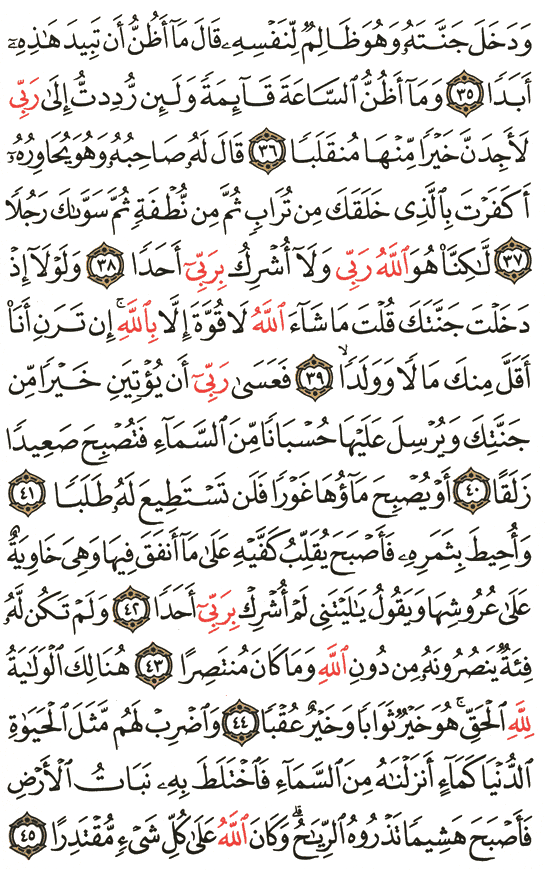 وَدَخَلَ جَنَّتَهُۥ وَهُوَ ظَالِمٌ لِّنَفْسِهِۦ قَالَ مَآ أَظُنُّ أَن تَبِيدَ هَٰذِهِۦٓ
أَبَدًا ٣٥ وَمَآ أَظُنُّ ٱلسَّاعَةَ قَآئِمَةً وَلَئِن رُّدِدتُّ إِلَىٰ رَبِّي
لَأَجِدَنَّ خَيْرًا مِّنْهَا مُنقَلَبًا ٣٦ قَالَ لَهُۥ صَاحِبُهُۥ وَهُوَ يُحَاوِرُهُۥٓ
أَكَفَرْتَ بِٱلَّذِي خَلَقَكَ مِن تُرَابٍ ثُمَّ مِن نُّطْفَةٍ ثُمَّ سَوَّىٰكَ رَجُلًا
٣٧ لَّٰكِنَّا۠ هُوَ ٱللَّهُ رَبِّي وَلَآ أُشْرِكُ بِرَبِّيٓ أَحَدًا ٣٨ وَلَوْلَآ إِذْ
دَخَلْتَ جَنَّتَكَ قُلْتَ مَا شَآءَ ٱللَّهُ لَا قُوَّةَ إِلَّا بِٱللَّهِۚ إِن تَرَنِ أَنَا۠
أَقَلَّ مِنكَ مَالًا وَوَلَدًاۙ ٣٩ فَعَسَىٰ رَبِّيٓ أَن يُؤْتِيَنِ خَيْرًا مِّن
جَنَّتِكَ وَيُرْسِلَ عَلَيْهَا حُسْبَانًا مِّنَ ٱلسَّمَآءِ فَتُصْبِحَ صَعِيدًا
زَلَقًا ٤٠ أَوْ يُصْبِحَ مَآؤُهَا غَوْرًا فَلَن تَسْتَطِيعَ لَهُۥ طَلَبًا ٤١
وَأُحِيطَ بِثَمَرِهِۦ فَأَصْبَحَ يُقَلِّبُ كَفَّيْهِ عَلَىٰ مَآ أَنفَقَ فِيهَا وَهِيَ خَاوِيَةٌ
عَلَىٰ عُرُوشِهَا وَيَقُولُ يَٰلَيْتَنِي لَمْ أُشْرِكْ بِرَبِّيٓ أَحَدًا ٤٢ وَلَمْ تَكُن لَّهُۥ
فِئَةٌ يَنصُرُونَهُۥ مِن دُونِ ٱللَّهِ وَمَا كَانَ مُنتَصِرًا ٤٣ هُنَالِكَ ٱلْوَلَٰيَةُ
لِلَّهِ ٱلْحَقِّۚ هُوَ خَيْرٌ ثَوَابًا وَخَيْرٌ عُقْبًا ٤٤ وَٱضْرِبْ لَهُم مَّثَلَ ٱلْحَيَوٰةِ
ٱلدُّنْيَا كَمَآءٍ أَنزَلْنَٰهُ مِنَ ٱلسَّمَآءِ فَٱخْتَلَطَ بِهِۦ نَبَاتُ ٱلْأَرْضِ
فَأَصْبَحَ هَشِيمًا تَذْرُوهُ ٱلرِّيَٰحُۗ وَكَانَ ٱللَّهُ عَلَىٰ كُلِّ شَيْءٍ مُّقْتَدِرًا ٤٥